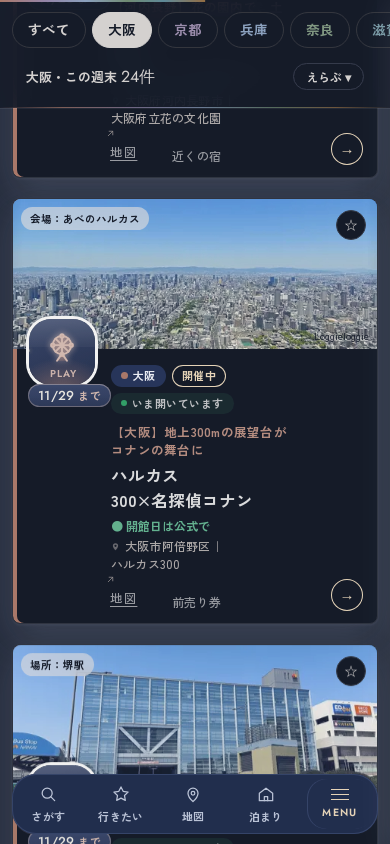 すべて
大阪
京都
兵庫
奈良
大阪・この週末 24件
えらぶ ▾
大阪府立花の文化園
↗
地図
近くの宿
→
会場：あべのハルカス
☆
PLAY
11/29 まで
大阪
開催中
いま開いています
【大阪】地上300mの展望台が
コナンの舞台に
ハルカス
300×名探偵コナン
開館日は公式で
大阪市阿倍野区｜
ハルカス300
↗
地図
前売り券
→
場所：堺駅
☆
さがす
行きたい
地図
泊まり
MENU
11/29 まで